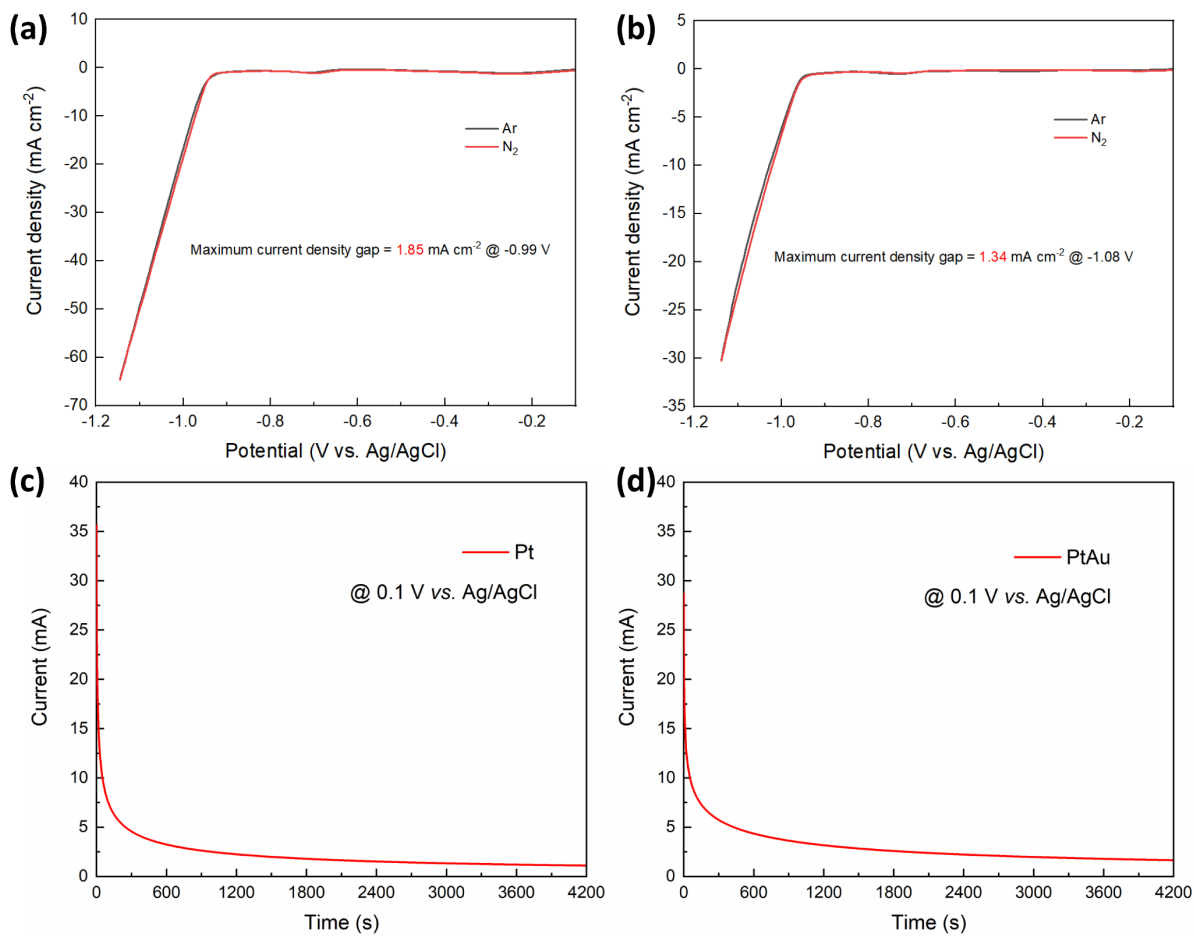 (a)
10
0
-10
-20
-30
-40
-50
-60
-70
Current density (mA cm⁻²)
Ar
N₂
Maximum current density gap = 1.85 mA cm⁻² @ -0.99 V
-1.2 -1.0 -0.8 -0.6 -0.4 -0.2
Potential (V vs. Ag/AgCl)
(b)
5
0
-5
-10
-15
-20
-25
-30
-35
Current density (mA cm⁻²)
Ar
N₂
Maximum current density gap = 1.34 mA cm⁻² @ -1.08 V
-1.2 -1.0 -0.8 -0.6 -0.4 -0.2
Potential (V vs. Ag/AgCl)
(c)
40
35
30
25
20
15
10
5
0
Current (mA)
Pt
@ 0.1 V vs. Ag/AgCl
0 600 1200 1800 2400 3000 3600 4200
Time (s)
(d)
40
35
30
25
20
15
10
5
0
Current (mA)
PtAu
@ 0.1 V vs. Ag/AgCl
0 600 1200 1800 2400 3000 3600 4200
Time (s)